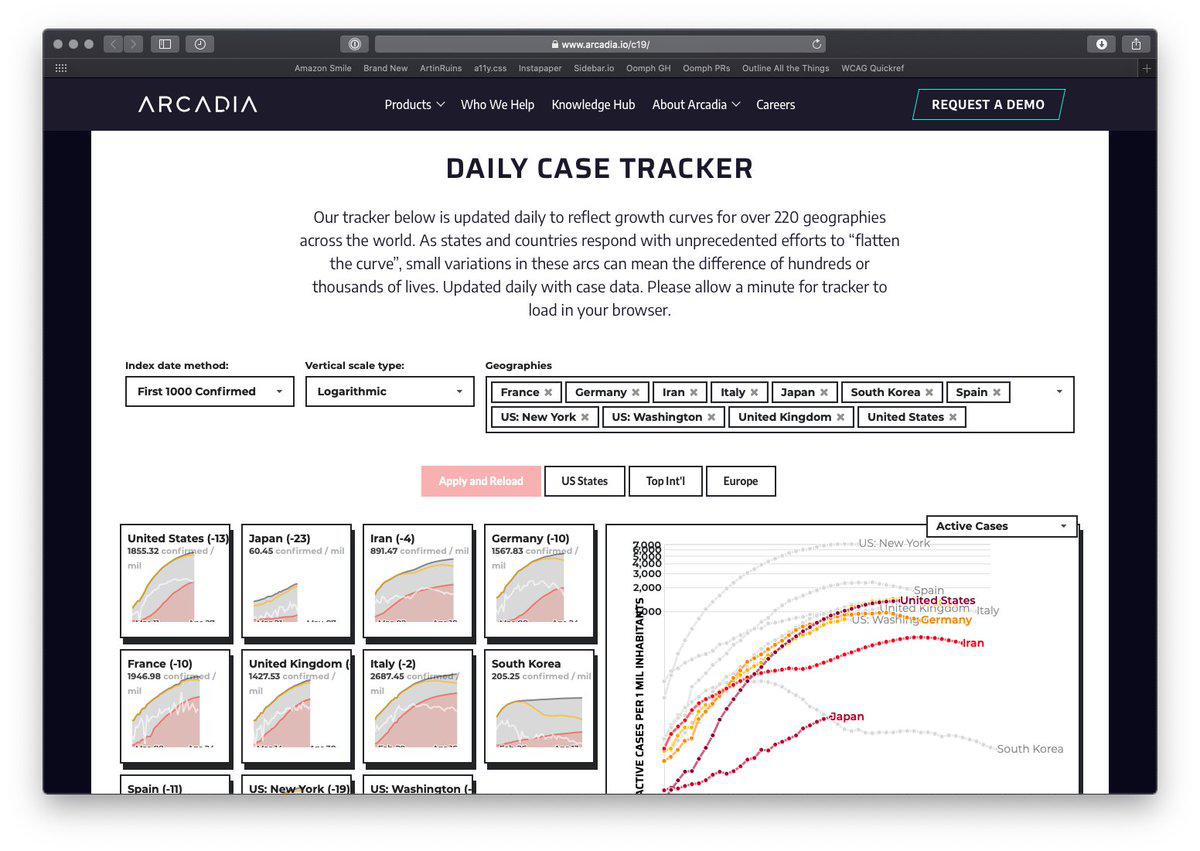 www.arcadia.io/c19/
Amazon Smile Brand New ArtinRuins a11y.css Instapaper Sidebar.io Oomph GH Oomph PRs Outline All the Things WCAG Quickref
ARCADIA Products Who We Help Knowledge Hub About Arcadia Careers REQUEST A DEMO
DAILY CASE TRACKER
Our tracker below is updated daily to reflect growth curves for over 220 geographies
across the world. As states and countries respond with unprecedented efforts to “flatten
the curve”, small variations in these arcs can mean the difference of hundreds or
thousands of lives. Updated daily with case data. Please allow a minute for tracker to
load in your browser.
Index date method: Vertical scale type: Geographies
First 1000 Confirmed Logarithmic France × Germany × Iran × Italy × Japan × South Korea × Spain ×
US: New York × US: Washington × United Kingdom × United States ×
Apply and Reload US States Top Int'l Europe
Active Cases
United States (-13) Japan (-23) Iran (-4) Germany (-10)
1855.32 confirmed / mil 60.45 confirmed / mil 891.47 confirmed / mil 1567.83 confirmed / mil
France (-10) United Kingdom (- Italy (-2) South Korea
1946.98 confirmed / mil 1427.53 confirmed / mil 2687.45 confirmed / mil 205.25 confirmed / mil
Spain (-11) US: New York (-19) US: Washington (-
7,000
6,000
5,000
4,000
3,000
2,000
1,000
ACTIVE CASES PER 1 MIL INHABITANTS
US: New York
Spain
United States
United Kingdom
Italy
US: Washing
Germany
Iran
Japan
South Korea